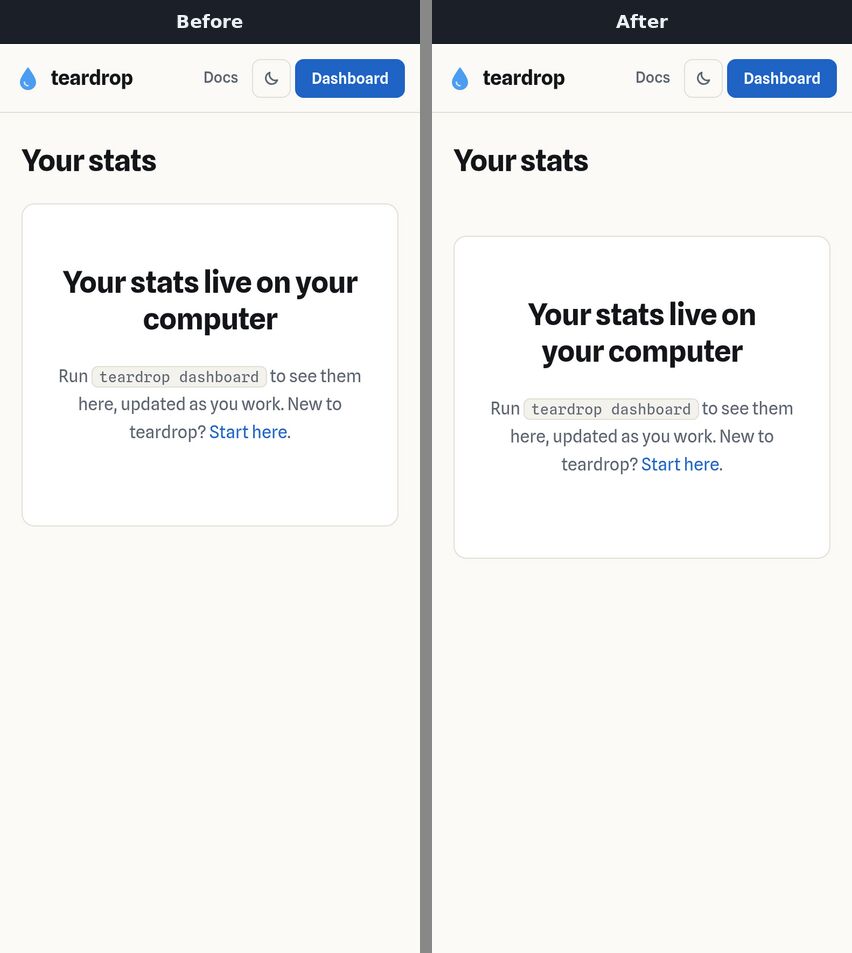 Before
teardrop
Docs
Dashboard
Your stats
Your stats live on your
computer
Run teardrop dashboard to see them
here, updated as you work. New to
teardrop? Start here.
After
teardrop
Docs
Dashboard
Your stats
Your stats live on
your computer
Run teardrop dashboard to see them
here, updated as you work. New to
teardrop? Start here.